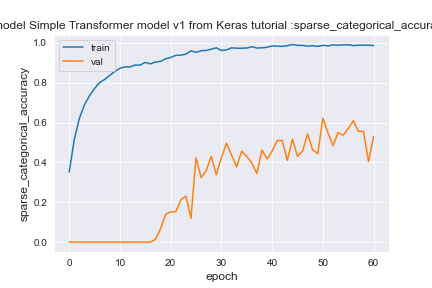 model Simple Transformer model v1 from Keras tutorial :sparse_categorical_accura
train
val
sparse_categorical_accuracy
1.0
0.8
0.6
0.4
0.2
0.0
0 10 20 30 40 50 60
epoch